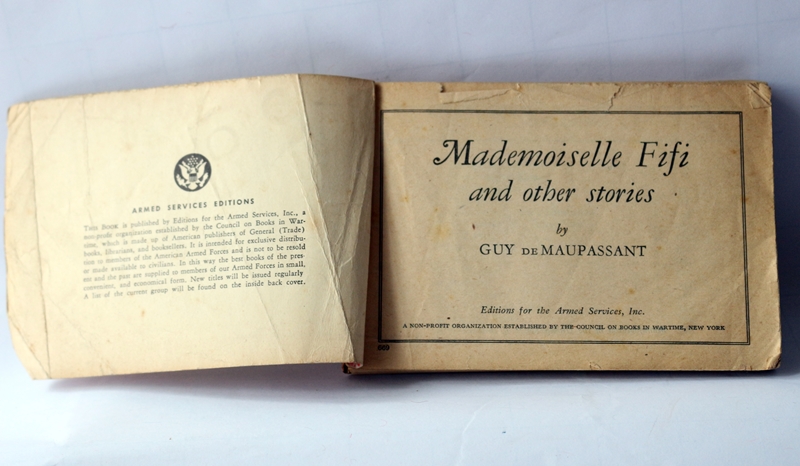 ARMED SERVICES EDITIONS
THIS BOOK is published by Editions for the Armed Services, Inc., a
non-profit organization established by the Council on Books in War-
time, which is made up of American publishers of General (Trade)
books, librarians, and booksellers. It is intended for exclusive distribu-
tion to members of the American Armed Forces and is not to be resold
or made available to civilians. In this way the best books of the pres-
ent and the past are supplied to members of our Armed Forces in small,
convenient, and economical form. New titles will be issued regularly.
A list of the current group will be found on the inside back cover.
Mademoiselle Fifi
and other stories
by
GUY DE MAUPASSANT
Editions for the Armed Services, Inc.
A NON-PROFIT ORGANIZATION ESTABLISHED BY THE COUNCIL ON BOOKS IN WARTIME, NEW YORK